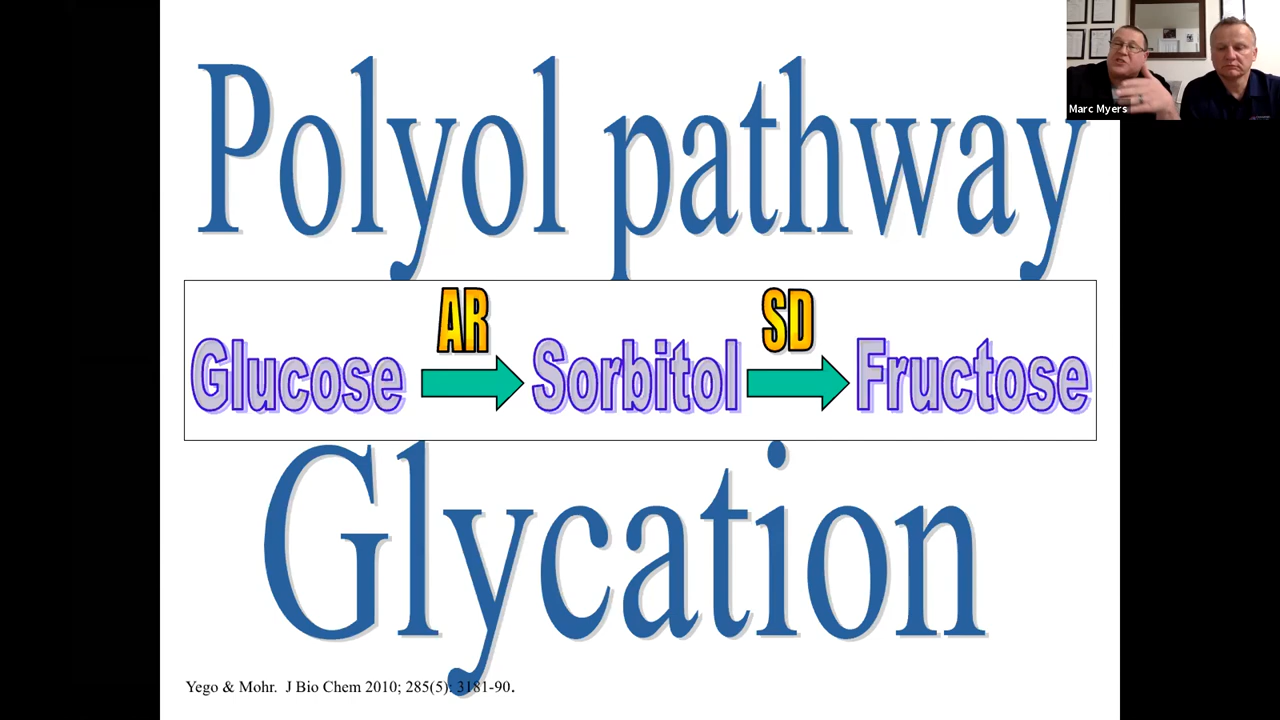 Polyol pathway
AR SD
Glucose Sorbitol Fructose
Glycation
Yego & Mohr. J Bio Chem 2010; 285(5): 3181-90.
Marc Myers